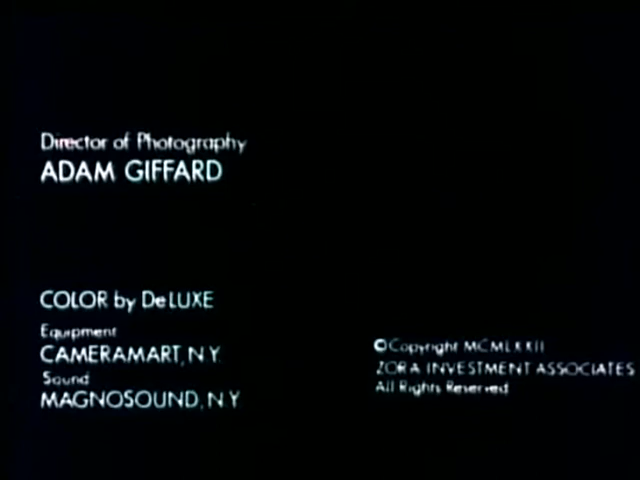 Director of Photography
ADAM GIFFARD
COLOR by DeLUXE
Equipment
CAMERAMART, N.Y.
Sound
MAGNOSOUND, N.Y.
©Copyright MCMLXXII
ZORA INVESTMENT ASSOCIATES
All Rights Reserved